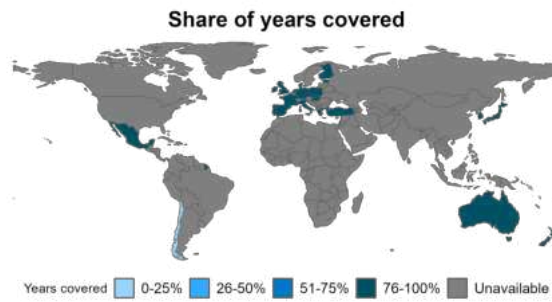 Share of years covered
Years covered 0-25% 26-50% 51-75% 76-100% Unavailable